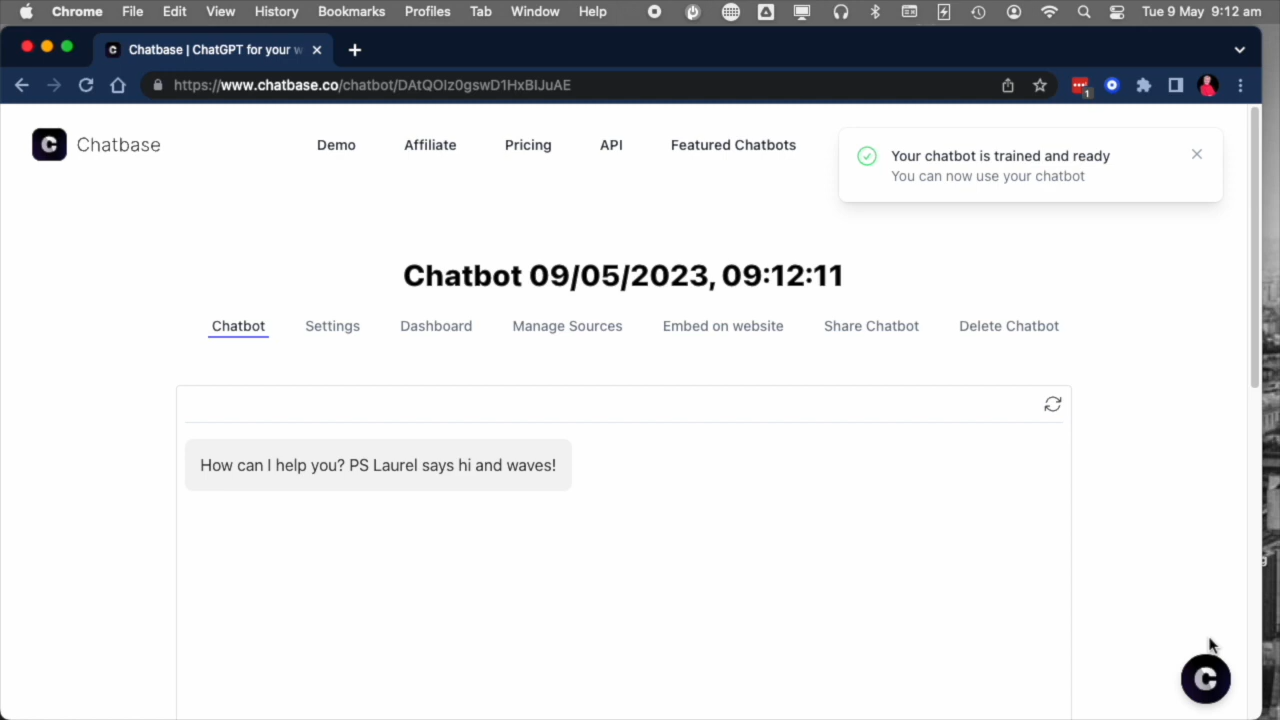 Chrome File Edit View History Bookmarks Profiles Tab Window Help Tue 9 May 9:12 am
Chatbase | ChatGPT for your w
https://www.chatbase.co/chatbot/DAtQOIz0gswD1HxBIJuAE
1
C Chatbase Demo Affiliate Pricing API Featured Chatbots
Your chatbot is trained and ready
You can now use your chatbot
Chatbot 09/05/2023, 09:12:11
Chatbot Settings Dashboard Manage Sources Embed on website Share Chatbot Delete Chatbot
How can I help you? PS Laurel says hi and waves!
C